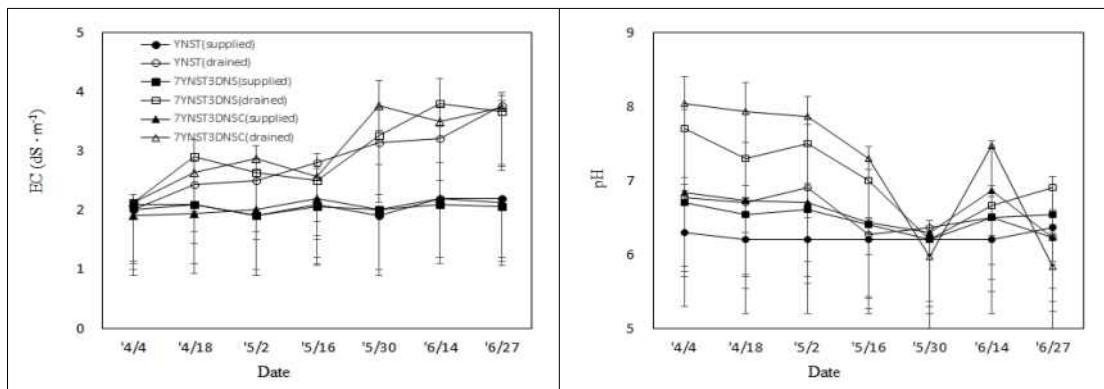 5
4
3
2
1
0
EC (dS · m⁻¹)
YNST(supplied)
YNST(drained)
7YNST3DNS(supplied)
7YNST3DNS(drained)
7YNST3DNSC(supplied)
7YNST3DNSC(drained)
'4/4 '4/18 '5/2 '5/16 '5/30 '6/14 '6/27
Date
9
8
7
6
5
pH
'4/4 '4/18 '5/2 '5/16 '5/30 '6/14 '6/27
Date